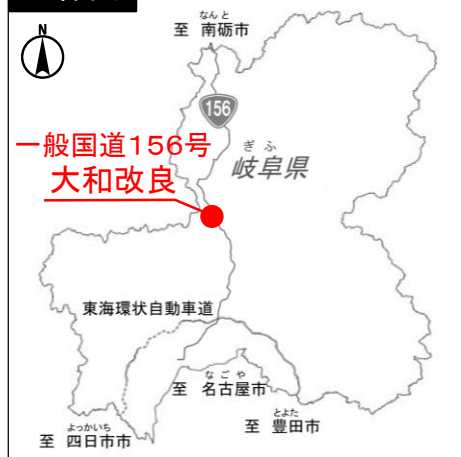 なんと
至 南砺市
N
156
一般国道156号
大和改良
ぎふ
岐阜県
東海環状自動車道
なごや
至 名古屋市
とよた
至 豊田市
よっかいち
至 四日市市